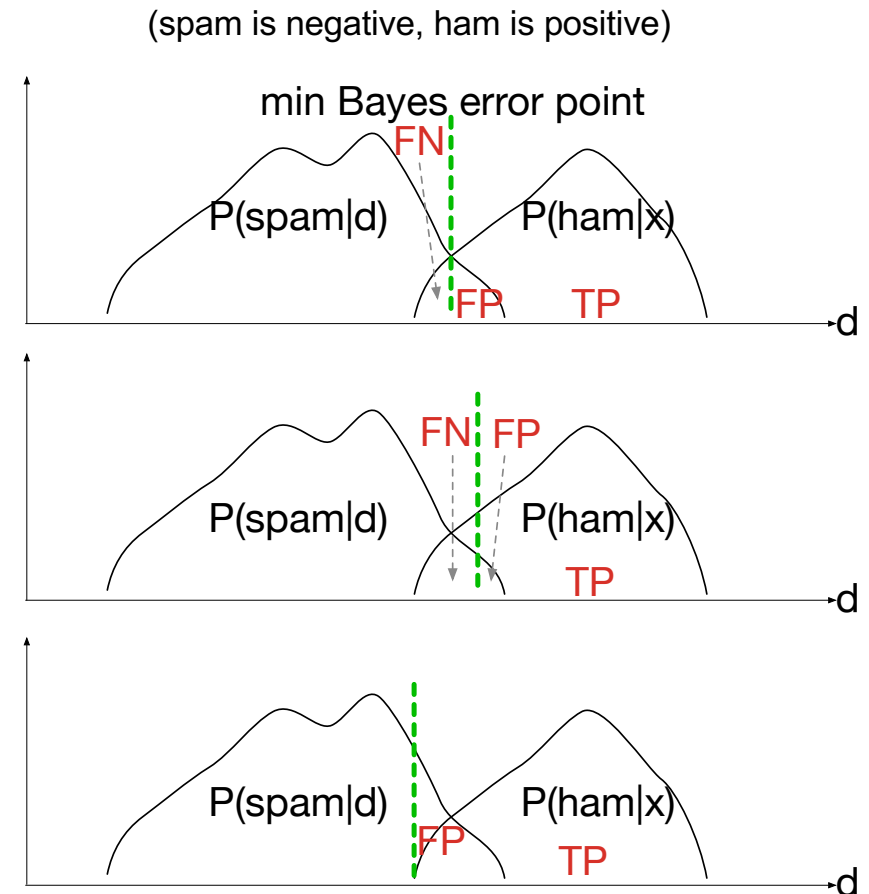 (spam is negative, ham is positive)
min Bayes error point
FN
P(spam|d)
P(ham|x)
FP
TP
d
FN
FP
P(spam|d)
P(ham|x)
TP
d
P(spam|d)
P(ham|x)
FP
TP
d